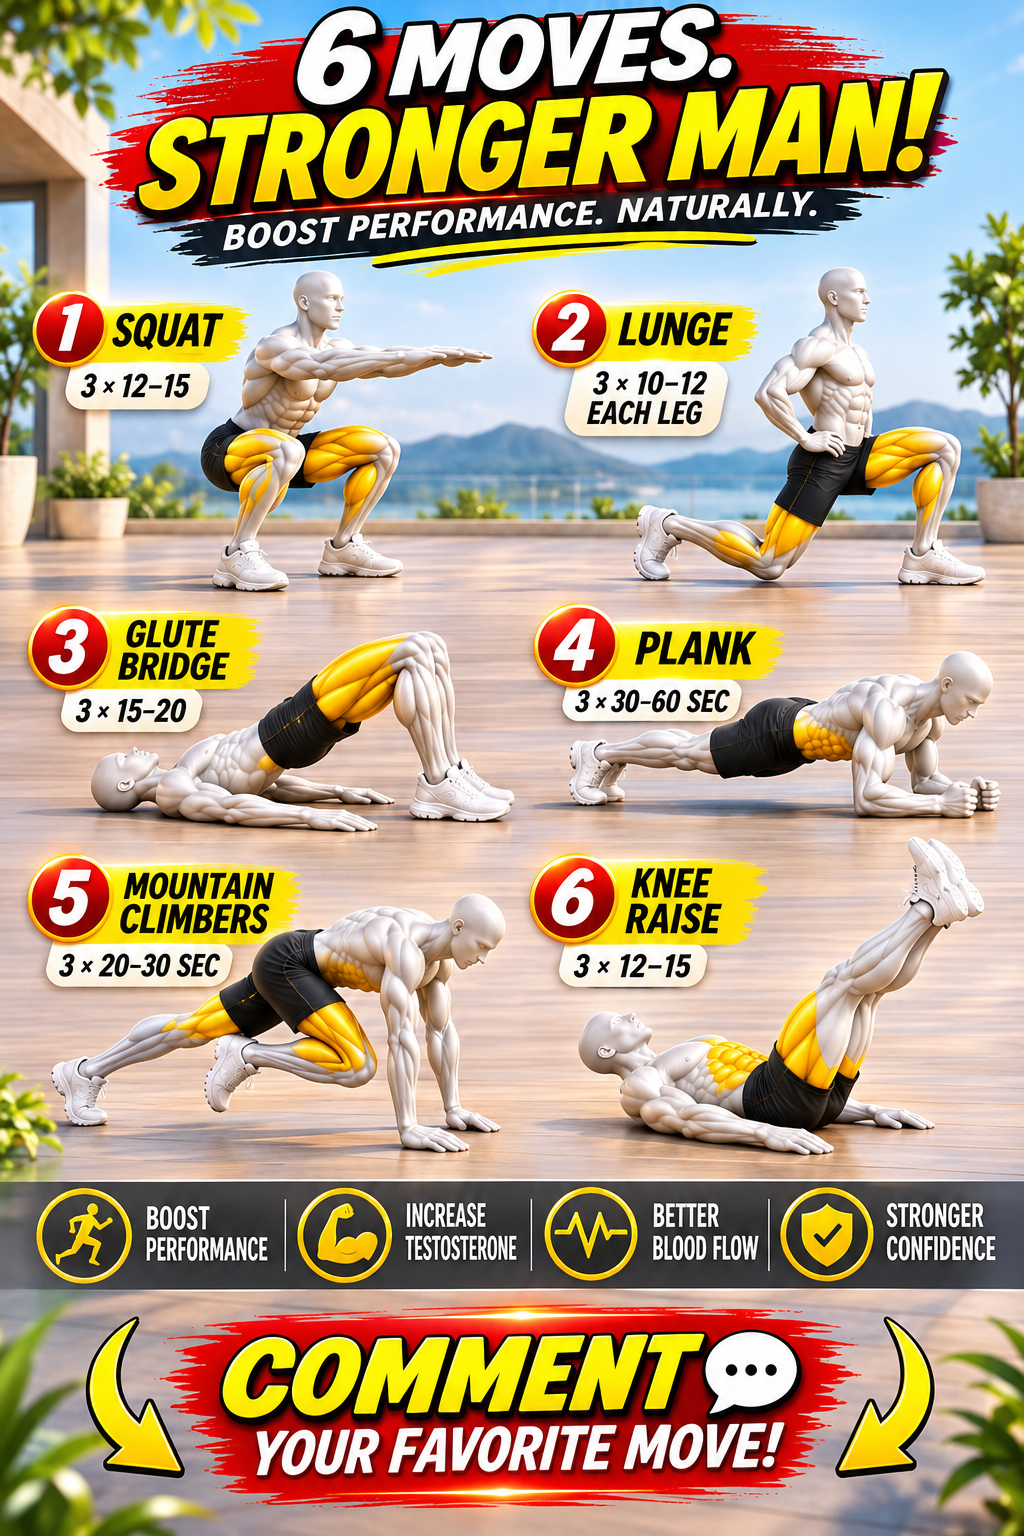 6 MOVES.
STRONGER MAN!
BOOST PERFORMANCE. NATURALLY.
1 SQUAT
3 × 12–15
2 LUNGE
3 × 10–12
EACH LEG
3 GLUTE
BRIDGE
3 × 15–20
4 PLANK
3 × 30–60 SEC
5 MOUNTAIN
CLIMBERS
3 × 20–30 SEC
6 KNEE
RAISE
3 × 12–15
BOOST
PERFORMANCE
INCREASE
TESTOSTERONE
BETTER
BLOOD FLOW
STRONGER
CONFIDENCE
COMMENT
YOUR FAVORITE MOVE!